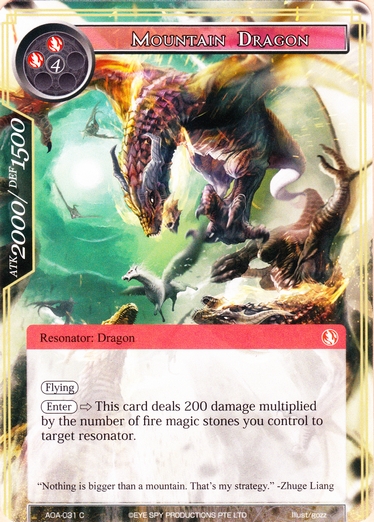 Mountain Dragon
4
ATK 2000 / DEF 1500
Resonator: Dragon
Flying
Enter ⇨ This card deals 200 damage multiplied
by the number of fire magic stones you control to
target resonator.
“Nothing is bigger than a mountain. That’s my strategy.” -Zhuge Liang
AOA-031 C
©EYE SPY PRODUCTIONS PTE LTD
Illust/pozz